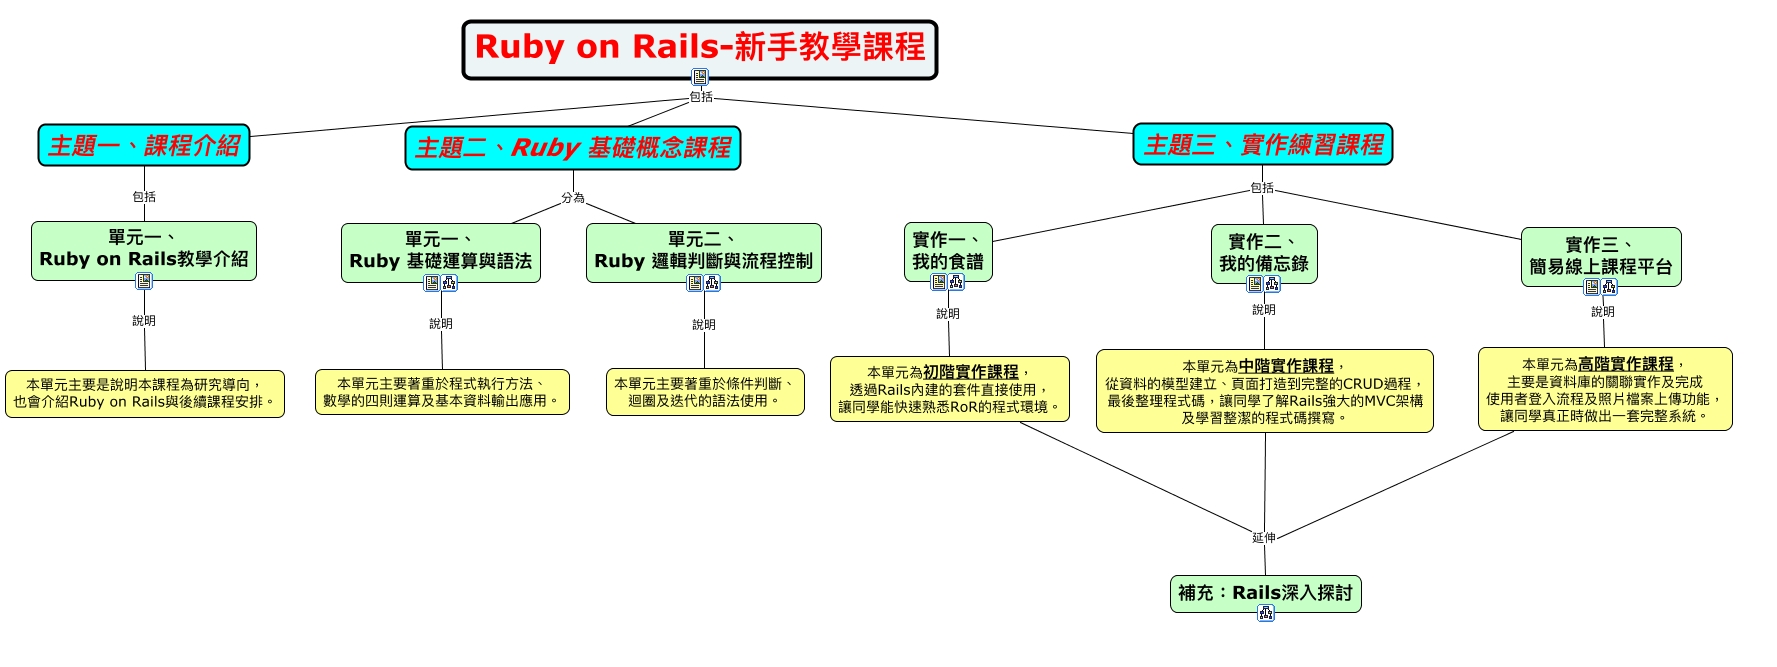 Ruby on Rails-新手教學課程
包括
主題一、課程介紹
主題二、Ruby 基礎概念課程
主題三、實作練習課程
包括
分為
包括
單元一、
Ruby on Rails教學介紹
單元一、
Ruby 基礎運算與語法
單元二、
Ruby 邏輯判斷與流程控制
實作一、
我的食譜
實作二、
我的備忘錄
實作三、
簡易線上課程平台
說明
說明
說明
說明
說明
說明
本單元主要是說明本課程為研究導向，
也會介紹Ruby on Rails與後續課程安排。
本單元主要著重於程式執行方法、
數學的四則運算及基本資料輸出應用。
本單元主要著重於條件判斷、
迴圈及迭代的語法使用。
本單元為初階實作課程，
透過Rails內建的套件直接使用，
讓同學能快速熟悉RoR的程式環境。
本單元為中階實作課程，
從資料的模型建立、頁面打造到完整的CRUD過程，
最後整理程式碼，讓同學了解Rails強大的MVC架構
及學習整潔的程式碼撰寫。
本單元為高階實作課程，
主要是資料庫的關聯實作及完成
使用者登入流程及照片檔案上傳功能，
讓同學真正時做出一套完整系統。
延伸
補充：Rails深入探討